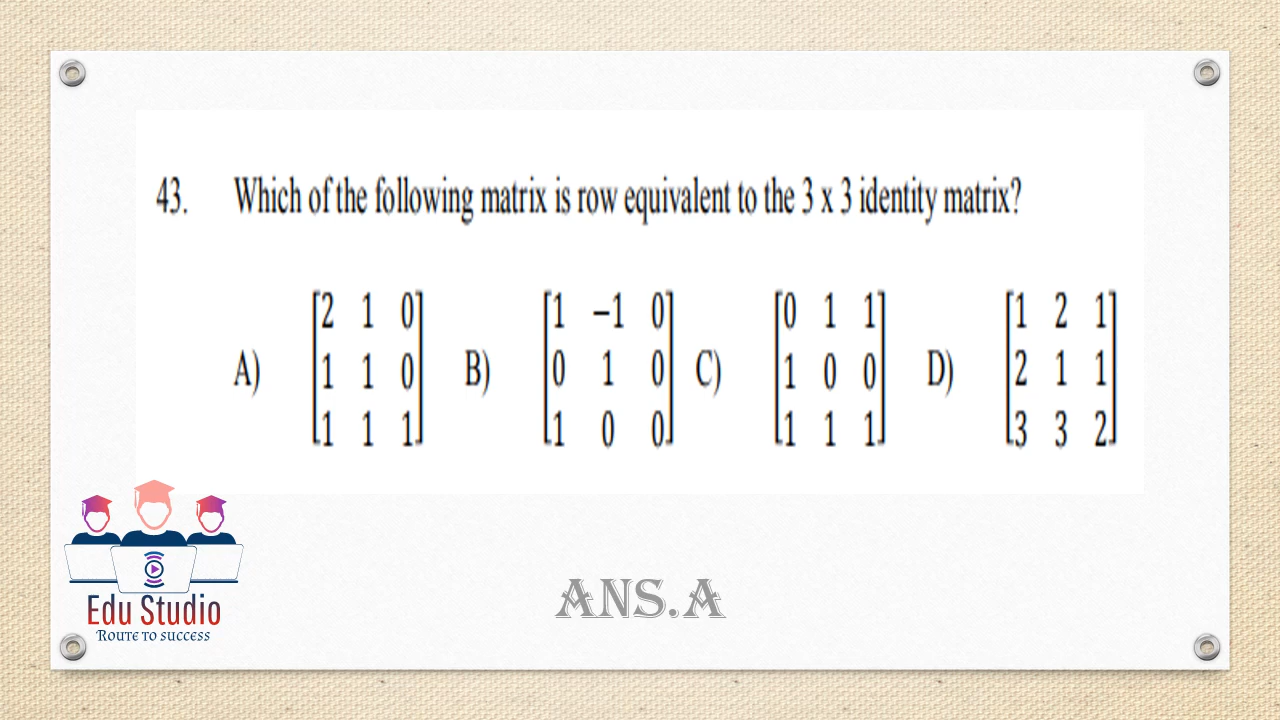 43. Which of the following matrix is row equivalent to the 3 x 3 identity matrix?
A) [2 1 0] B) [1 −1 0] C) [0 1 1] D) [1 2 1]
[1 1 0] [0 1 0] [1 0 0] [2 1 1]
[1 1 1] [1 0 0] [1 1 1] [3 3 2]
Edu Studio
ROUTE TO SUCCESS
ANS.A